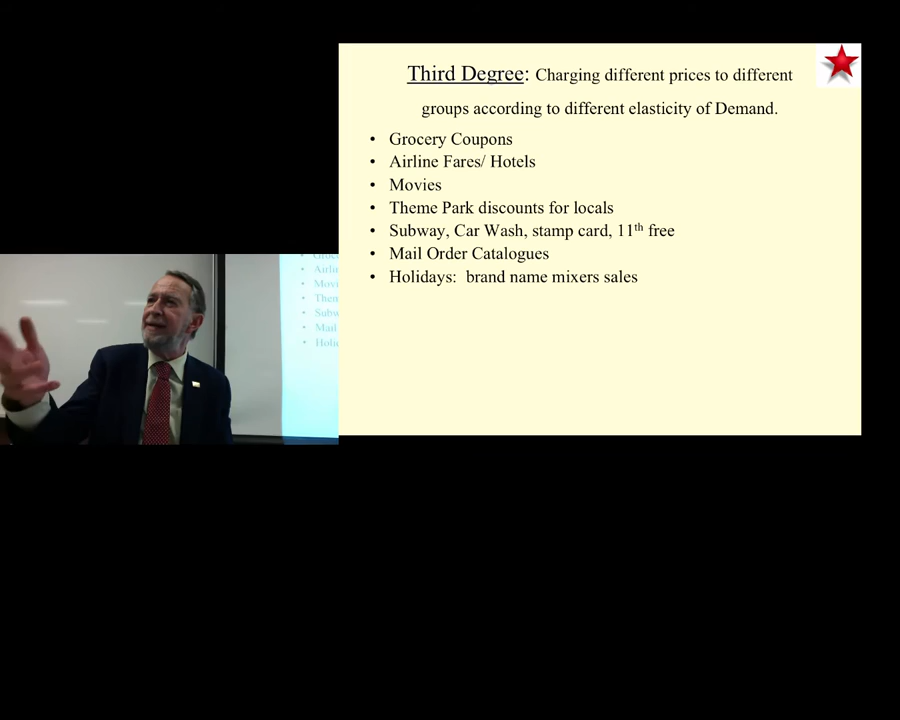 Third Degree: Charging different prices to different
groups according to different elasticity of Demand.
• Grocery Coupons
• Airline Fares/ Hotels
• Movies
• Theme Park discounts for locals
• Subway, Car Wash, stamp card, 11th free
• Mail Order Catalogues
• Holidays:  brand name mixers sales